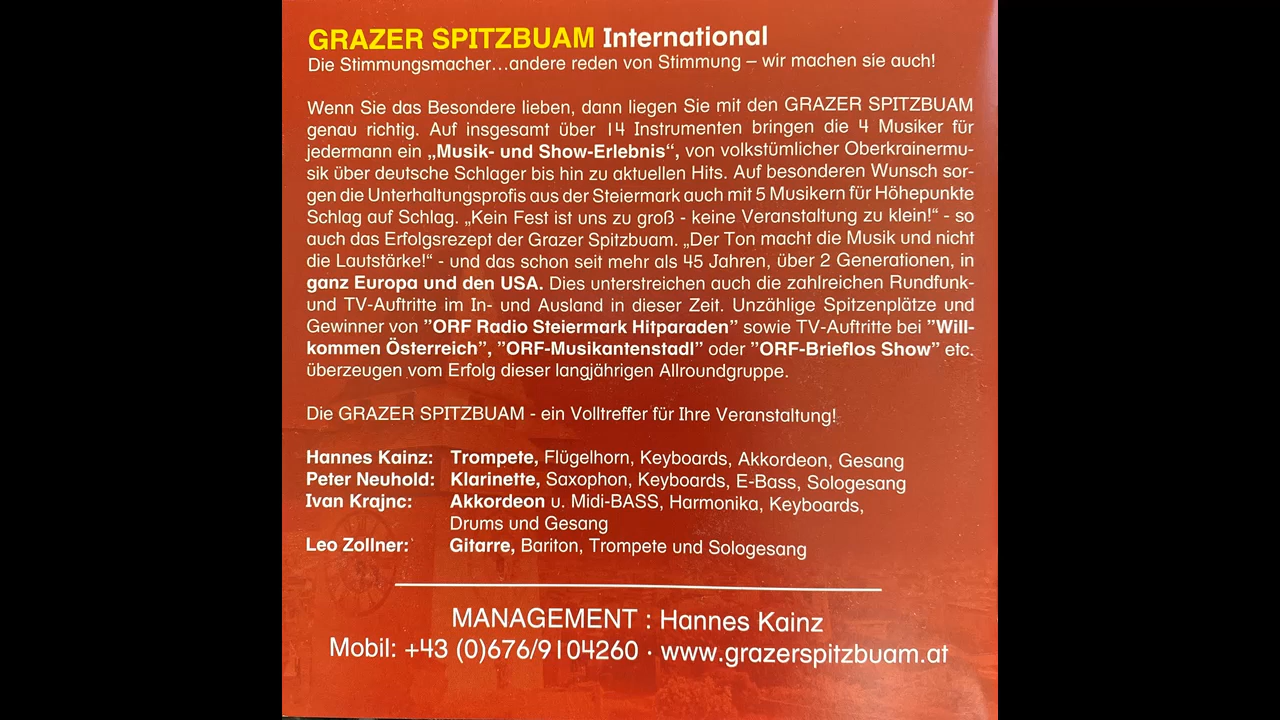 GRAZER SPITZBUAM International
Die Stimmungsmacher...andere reden von Stimmung – wir machen sie auch!
Wenn Sie das Besondere lieben, dann liegen Sie mit den GRAZER SPITZBUAM
genau richtig. Auf insgesamt über 14 Instrumenten bringen die 4 Musiker für
jedermann ein „Musik- und Show-Erlebnis“, von volkstümlicher Oberkrainermu-
sik über deutsche Schlager bis hin zu aktuellen Hits. Auf besonderen Wunsch sor-
gen die Unterhaltungsprofis aus der Steiermark auch mit 5 Musikern für Höhepunkte
Schlag auf Schlag. „Kein Fest ist uns zu groß - keine Veranstaltung zu klein!“ - so
auch das Erfolgsrezept der Grazer Spitzbuam. „Der Ton macht die Musik und nicht
die Lautstärke!“ - und das schon seit mehr als 45 Jahren, über 2 Generationen, in
ganz Europa und den USA. Dies unterstreichen auch die zahlreichen Rundfunk-
und TV-Auftritte im In- und Ausland in dieser Zeit. Unzählige Spitzenplätze und
Gewinner von ”ORF Radio Steiermark Hitparaden” sowie TV-Auftritte bei ”Will-
kommen Österreich”, ”ORF-Musikantenstadl” oder ”ORF-Brieflos Show” etc.
überzeugen vom Erfolg dieser langjährigen Allroundgruppe.
Die GRAZER SPITZBUAM - ein Volltreffer für Ihre Veranstaltung!
Hannes Kainz: Trompete, Flügelhorn, Keyboards, Akkordeon, Gesang
Peter Neuhold: Klarinette, Saxophon, Keyboards, E-Bass, Sologesang
Ivan Krajnc: Akkordeon u. Midi-BASS, Harmonika, Keyboards,
Drums und Gesang
Leo Zollner: Gitarre, Bariton, Trompete und Sologesang
MANAGEMENT : Hannes Kainz
Mobil: +43 (0)676/9104260 · www.grazerspitzbuam.at